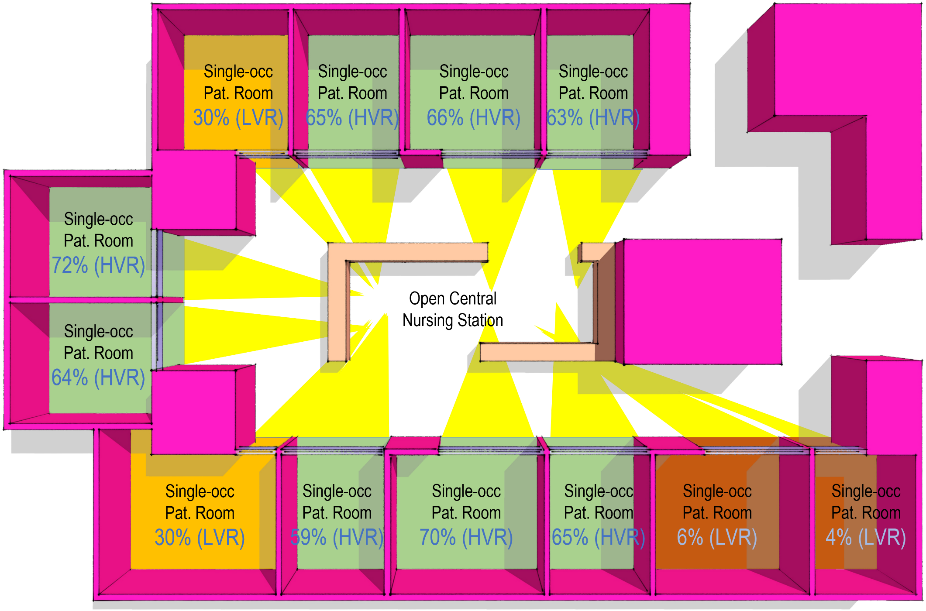 Single-occ
Pat. Room
30% (LVR)
Single-occ
Pat. Room
65% (HVR)
Single-occ
Pat. Room
66% (HVR)
Single-occ
Pat. Room
63% (HVR)
Single-occ
Pat. Room
72% (HVR)
Single-occ
Pat. Room
64% (HVR)
Open Central
Nursing Station
Single-occ
Pat. Room
30% (LVR)
Single-occ
Pat. Room
59% (HVR)
Single-occ
Pat. Room
70% (HVR)
Single-occ
Pat. Room
65% (HVR)
Single-occ
Pat. Room
6% (LVR)
Single-occ
Pat. Room
4% (LVR)